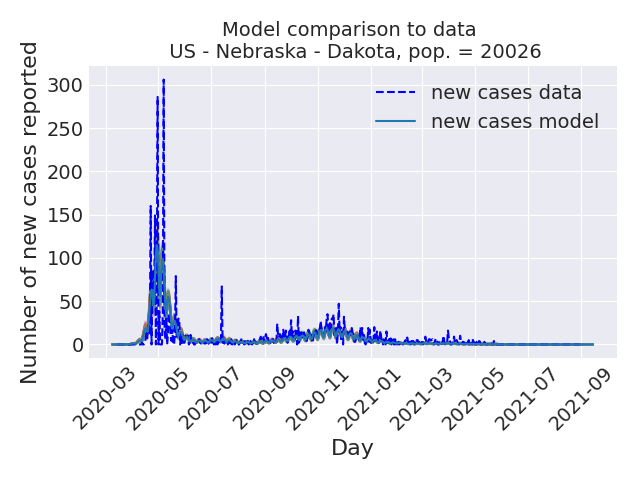 Model comparison to data
US - Nebraska - Dakota, pop. = 20026
Number of new cases reported
300
250
200
150
100
50
0
new cases data
new cases model
2020-03
2020-05
2020-07
2020-09
2020-11
2021-01
2021-03
2021-05
2021-07
2021-09
Day